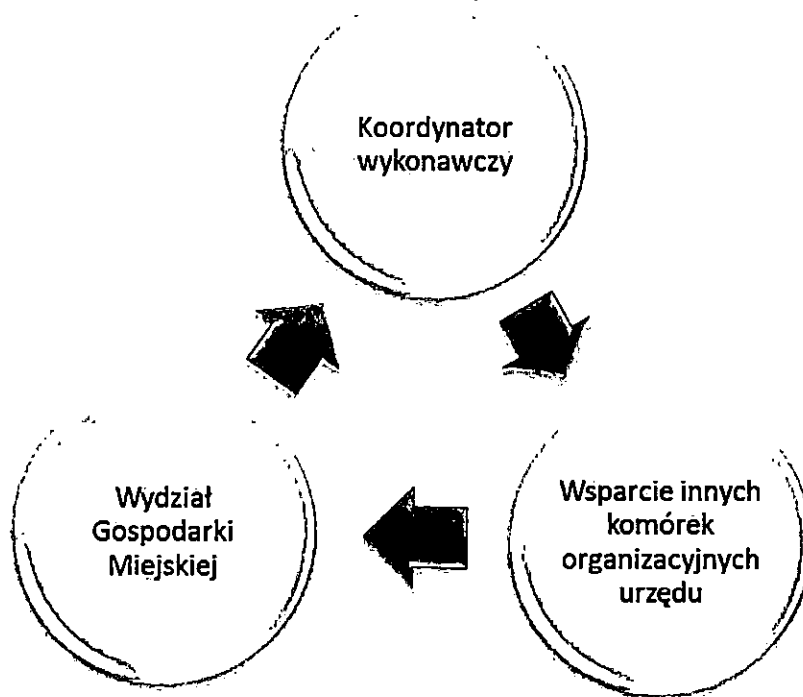 Koordynator
wykonawczy
Wydział
Gospodarki
Miejskiej
Wsparcie innych
komórek
organizacyjnych
urzędu